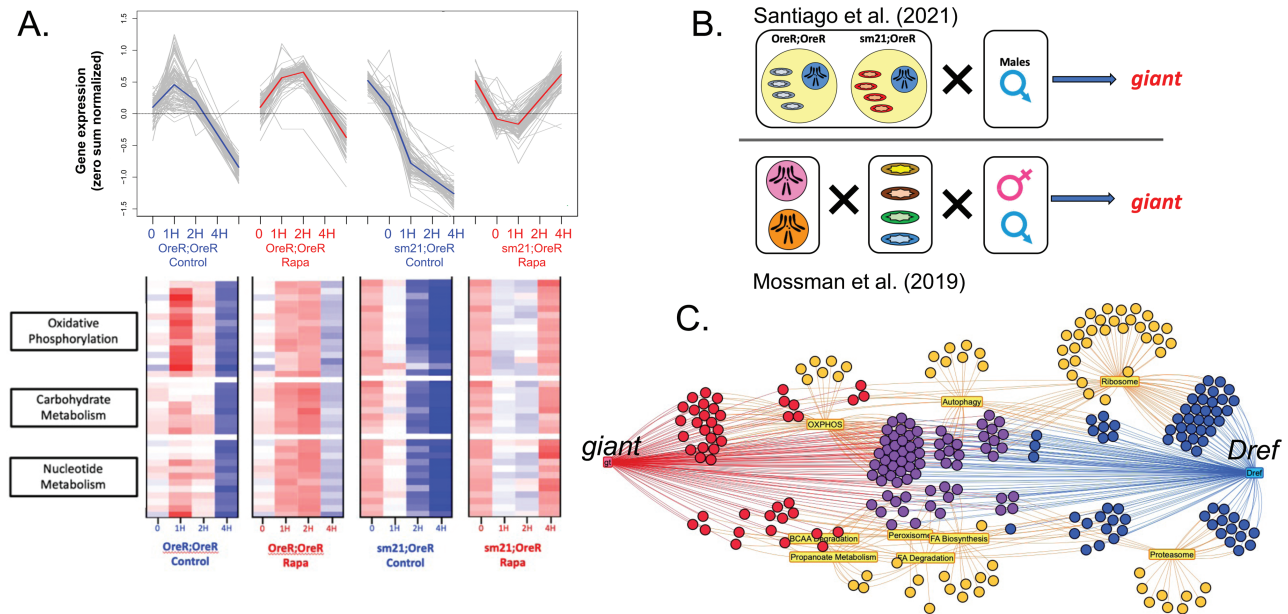 A.
Gene expression
(zero sum normalized)
1.5
1.0
0.5
0.0
−0.5
−1.0
−1.5
0 1H 2H 4H
OreR;OreR
Control
0 1H 2H 4H
OreR;OreR
Rapa
0 1H 2H 4H
sm21;OreR
Control
0 1H 2H 4H
sm21;OreR
Rapa
Oxidative
Phosphorylation
Carbohydrate
Metabolism
Nucleotide
Metabolism
0 1H 2H 4H
OreR;OreR
Control
0 1H 2H 4H
OreR;OreR
Rapa
0 1H 2H 4H
sm21;OreR
Control
0 1H 2H 4H
sm21;OreR
Rapa
B.
Santiago et al. (2021)
OreR;OreR sm21;OreR
Males
giant
giant
Mossman et al. (2019)
C.
Ribosome
Autophagy
OXPHOS
giant
gt
Dref
Dref
BCAA Degradation
Peroxisome
FA Biosynthesis
Propanoate Metabolism
FA Degradation
Proteasome